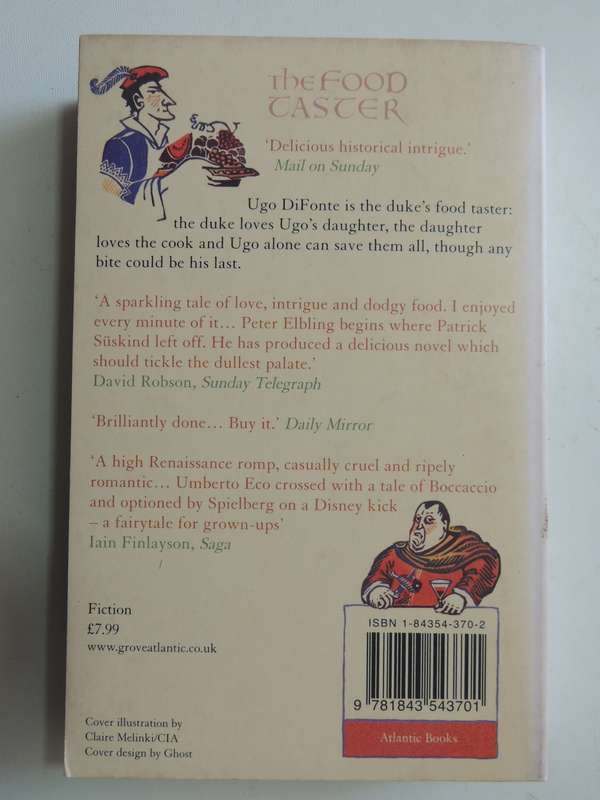 The FOOD
TASTER
'Delicious historical intrigue.'
Mail on Sunday
Ugo DiFonte is the duke's food taster:
the duke loves Ugo's daughter, the daughter
loves the cook and Ugo alone can save them all, though any
bite could be his last.
'A sparkling tale of love, intrigue and dodgy food. I enjoyed
every minute of it... Peter Elbling begins where Patrick
Süskind left off. He has produced a delicious novel which
should tickle the dullest palate.'
David Robson, Sunday Telegraph
'Brilliantly done... Buy it.' Daily Mirror
'A high Renaissance romp, casually cruel and ripely
romantic... Umberto Eco crossed with a tale of Boccaccio
and optioned by Spielberg on a Disney kick
– a fairytale for grown-ups'
Iain Finlayson, Saga
Fiction
£7.99
www.groveatlantic.co.uk
ISBN 1-84354-370-2
9 781843 543701
Atlantic Books
Cover illustration by
Claire Melinki/CIA
Cover design by Ghost